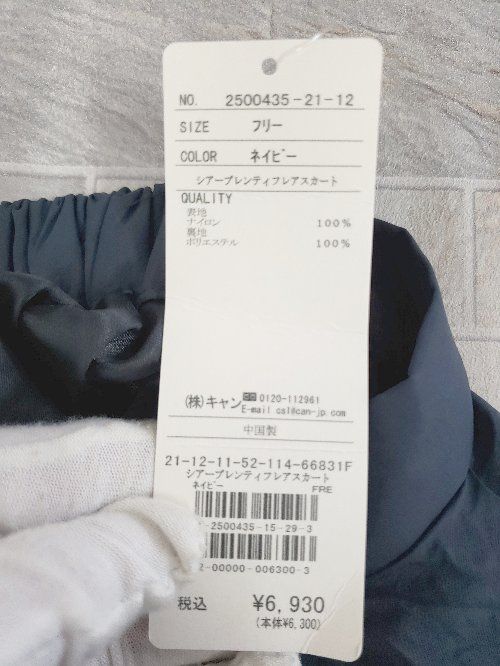 NO. 2500435-21-12
SIZE フリー
COLOR ネイビー
シアープレンティフレアスカート
QUALITY
表地
ナイロン 100%
裏地
ポリエステル 100%
(株)キャン 0120-112961
E-mail csl@can-jp.com
中国製
21-12-11-52-114-66831F
シアープレンティフレアスカート
ネイビー FRE
-2500435-15-29-3
2-00000-006300-3
税込 ¥6,930
(本体¥6,300)